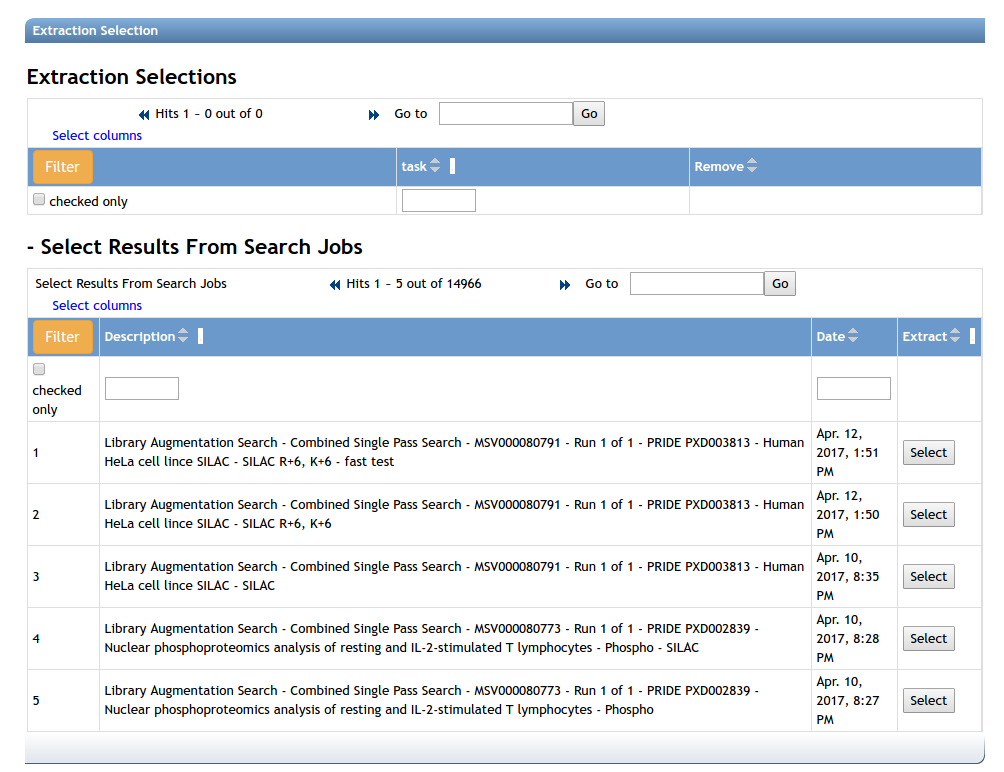 Extraction Selection
Extraction Selections
Hits 1 – 0 out of 0 Go to Go
Select columns
Filter task Remove
checked only
- Select Results From Search Jobs
Select Results From Search Jobs Hits 1 – 5 out of 14966 Go to Go
Select columns
Filter Description Date Extract
checked
only
1
Library Augmentation Search - Combined Single Pass Search - MSV000080791 - Run 1 of 1 - PRIDE PXD003813 - Human
HeLa cell lince SILAC - SILAC R+6, K+6 - fast test
Apr. 12,
2017, 1:51
PM
Select
2
Library Augmentation Search - Combined Single Pass Search - MSV000080791 - Run 1 of 1 - PRIDE PXD003813 - Human
HeLa cell lince SILAC - SILAC R+6, K+6
Apr. 12,
2017, 1:50
PM
Select
3
Library Augmentation Search - Combined Single Pass Search - MSV000080791 - Run 1 of 1 - PRIDE PXD003813 - Human
HeLa cell lince SILAC - SILAC
Apr. 10,
2017, 8:35
PM
Select
4
Library Augmentation Search - Combined Single Pass Search - MSV000080773 - Run 1 of 1 - PRIDE PXD002839 -
Nuclear phosphoproteomics analysis of resting and IL-2-stimulated T lymphocytes - Phospho - SILAC
Apr. 10,
2017, 8:28
PM
Select
5
Library Augmentation Search - Combined Single Pass Search - MSV000080773 - Run 1 of 1 - PRIDE PXD002839 -
Nuclear phosphoproteomics analysis of resting and IL-2-stimulated T lymphocytes - Phospho
Apr. 10,
2017, 8:27
PM
Select